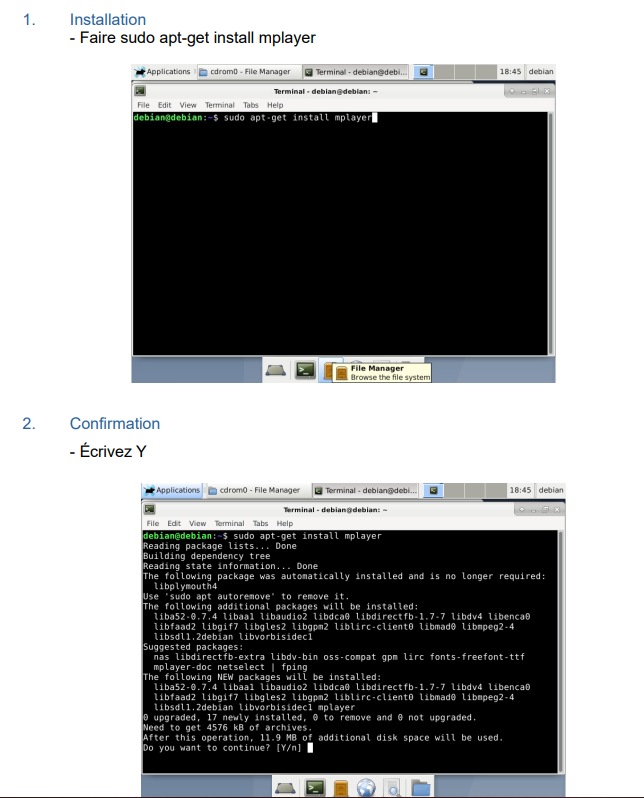 1. Installation
- Faire sudo apt-get install mplayer
Applications cdrom0 - File Manager Terminal - debian@debi... 18:45 debian
Terminal - debian@debian: ~
File Edit View Terminal Tabs Help
debian@debian:~$ sudo apt-get install mplayer
File Manager
Browse the file system
2. Confirmation
- Écrivez Y
Applications cdrom0 - File Manager Terminal - debian@debi... 18:45 debian
Terminal - debian@debian: ~
File Edit View Terminal Tabs Help
debian@debian:~$ sudo apt-get install mplayer
Reading package lists... Done
Building dependency tree
Reading state information... Done
The following package was automatically installed and is no longer required:
libplymouth4
Use 'sudo apt autoremove' to remove it.
The following additional packages will be installed:
liba52-0.7.4 libaa1 libaudio2 libdca0 libdirectfb-1.7-7 libdv4 libenca0
libfaad2 libgif7 libgles2 libgpm2 liblirc-client0 libmad0 libmpeg2-4
libsdl1.2debian libvorbisidec1
Suggested packages:
nas libdirectfb-extra libdv-bin oss-compat gpm lirc fonts-freefont-ttf
mplayer-doc netselect | fping
The following NEW packages will be installed:
liba52-0.7.4 libaa1 libaudio2 libdca0 libdirectfb-1.7-7 libdv4 libenca0
libfaad2 libgif7 libgles2 libgpm2 liblirc-client0 libmad0 libmpeg2-4
libsdl1.2debian libvorbisidec1 mplayer
0 upgraded, 17 newly installed, 0 to remove and 0 not upgraded.
Need to get 4576 kB of archives.
After this operation, 11.9 MB of additional disk space will be used.
Do you want to continue? [Y/n]